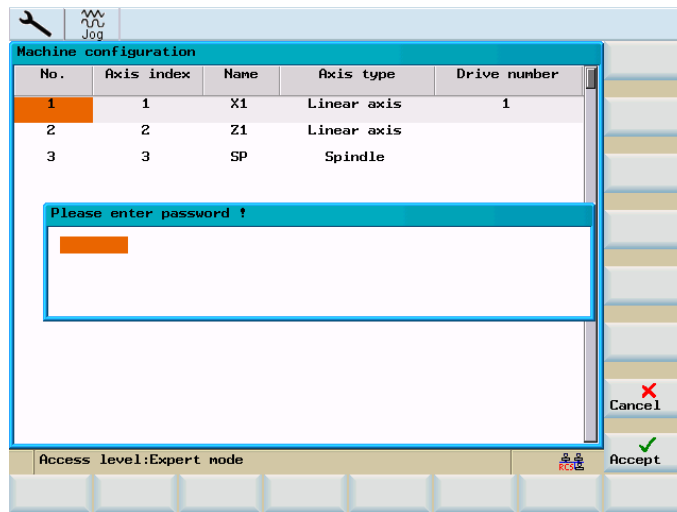 Jog
Machine configuration
No. Axis index Name Axis type Drive number
1 1 X1 Linear axis 1
2 2 Z1 Linear axis
3 3 SP Spindle
Please enter password !
Cancel
Access level:Expert mode RCS Accept